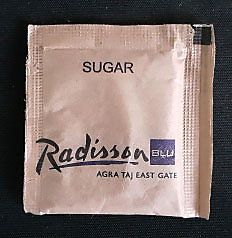 SUGAR
Radisson BLU
AGRA TAJ EAST GATE